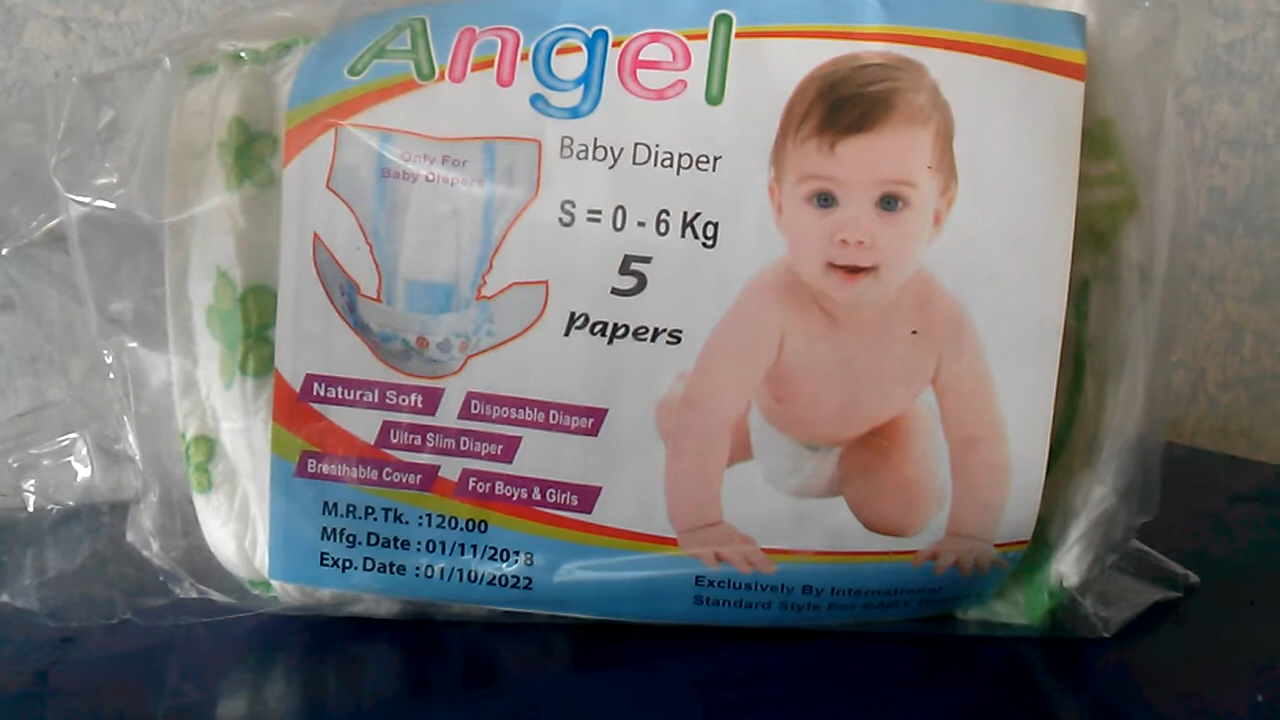 Angel
Only For
Baby Diapers
Baby Diaper
S = 0 - 6 Kg
5
papers
Natural Soft
Disposable Diaper
Ultra Slim Diaper
Breathable Cover
For Boys & Girls
M.R.P.Tk. :120.00
Mfg. Date : 01/11/2018
Exp. Date : 01/10/2022
Exclusively By International
Standard Style For BABY